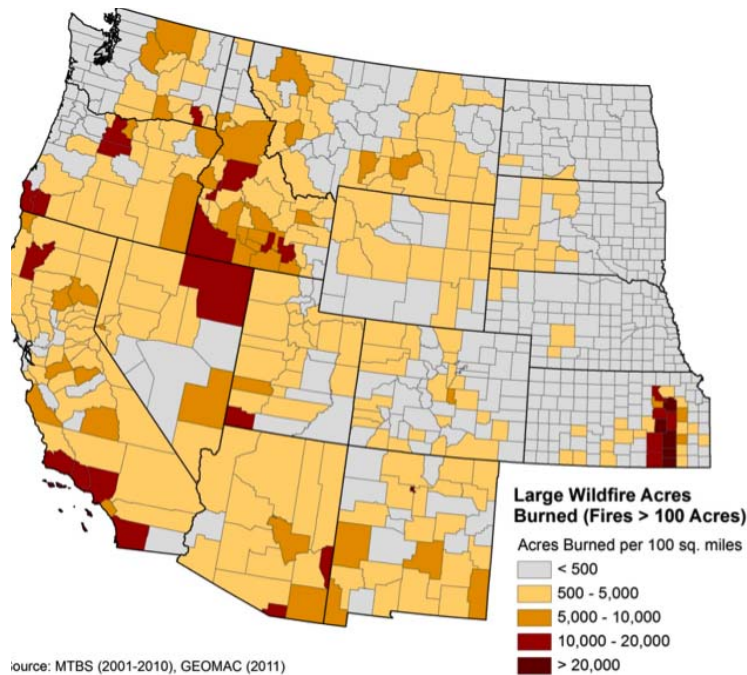 Large Wildfire Acres
Burned (Fires > 100 Acres)
Acres Burned per 100 sq. miles
< 500
500 - 5,000
5,000 - 10,000
10,000 - 20,000
> 20,000
ource: MTBS (2001-2010), GEOMAC (2011)